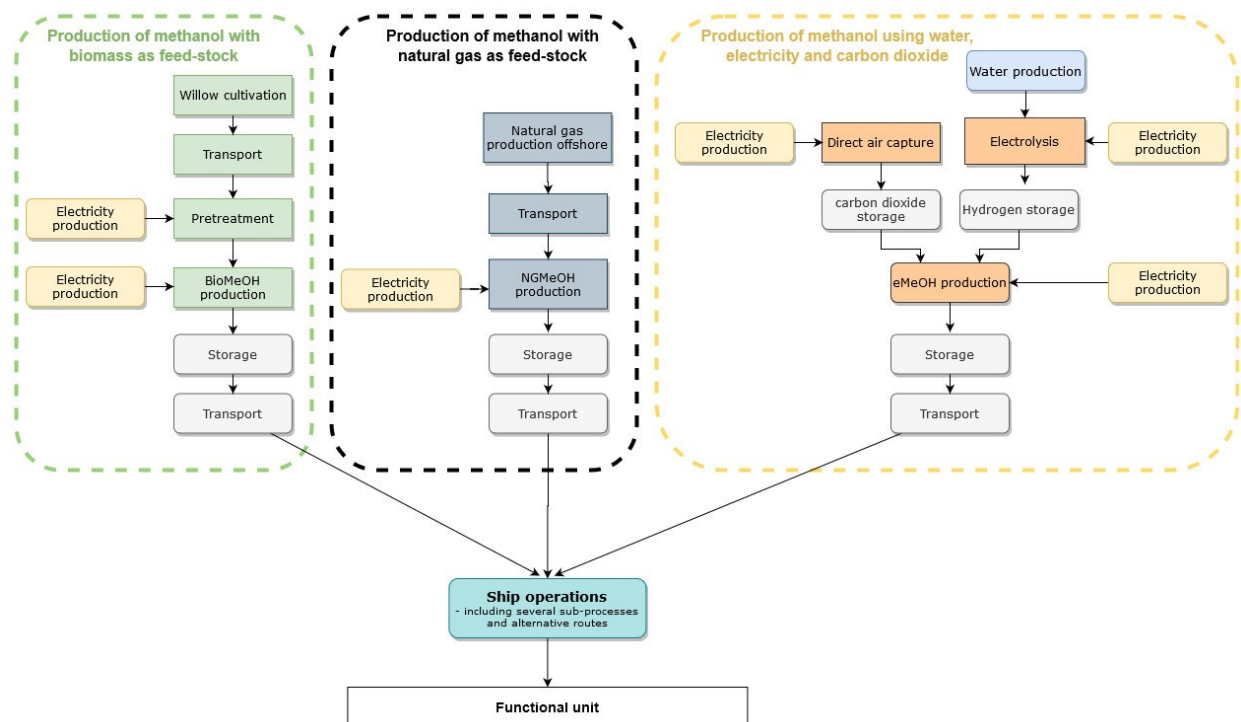 Production of methanol with
biomass as feed-stock
Willow cultivation
Transport
Electricity
production
Pretreatment
Electricity
production
BioMeOH
production
Storage
Transport
Production of methanol with
natural gas as feed-stock
Natural gas
production offshore
Transport
Electricity
production
NGMeOH
production
Storage
Transport
Production of methanol using water,
electricity and carbon dioxide
Water production
Electricity
production
Direct air capture
Electrolysis
Electricity
production
carbon dioxide
storage
Hydrogen storage
eMeOH production
Electricity
production
Storage
Transport
Ship operations
- including several sub-processes
and alternative routes
Functional unit